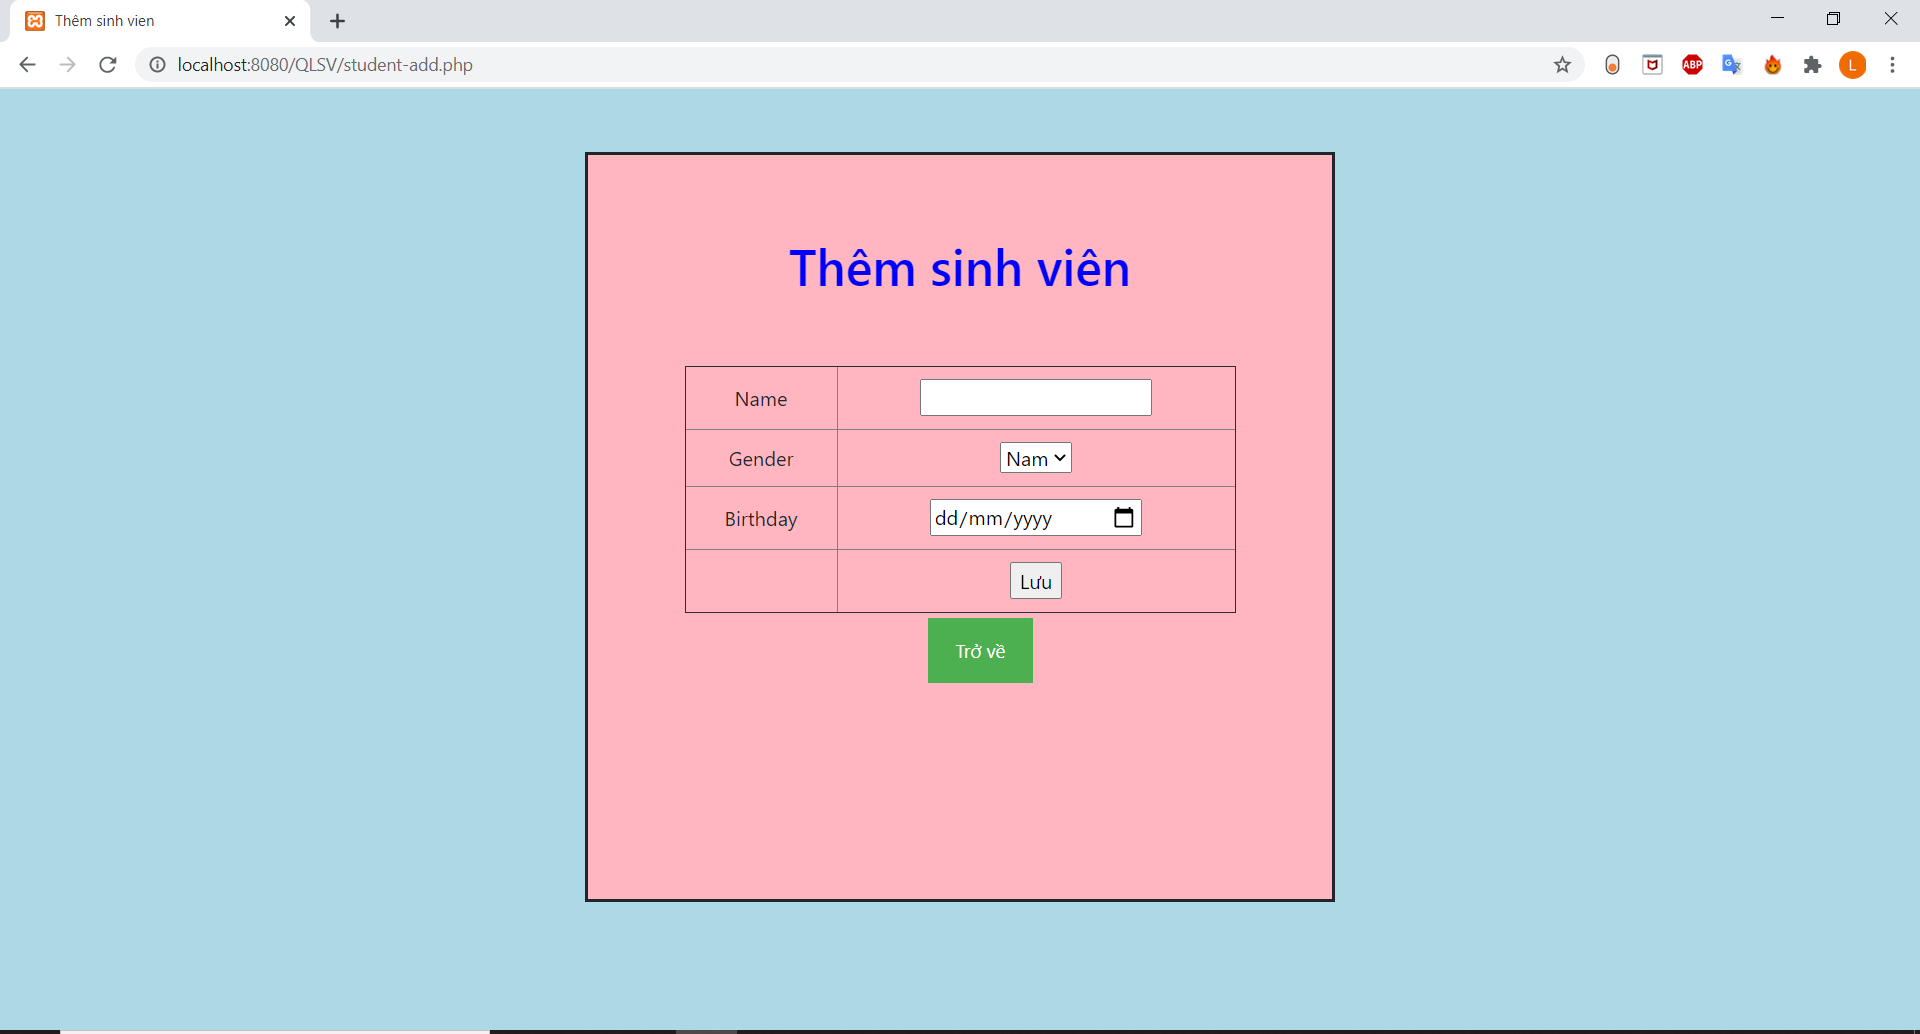 Thêm sinh vien
localhost:8080/QLSV/student-add.php
ABP
G
L
Thêm sinh viên
Name
Gender
Nam
Birthday
dd/mm/yyyy
Lưu
Trở về